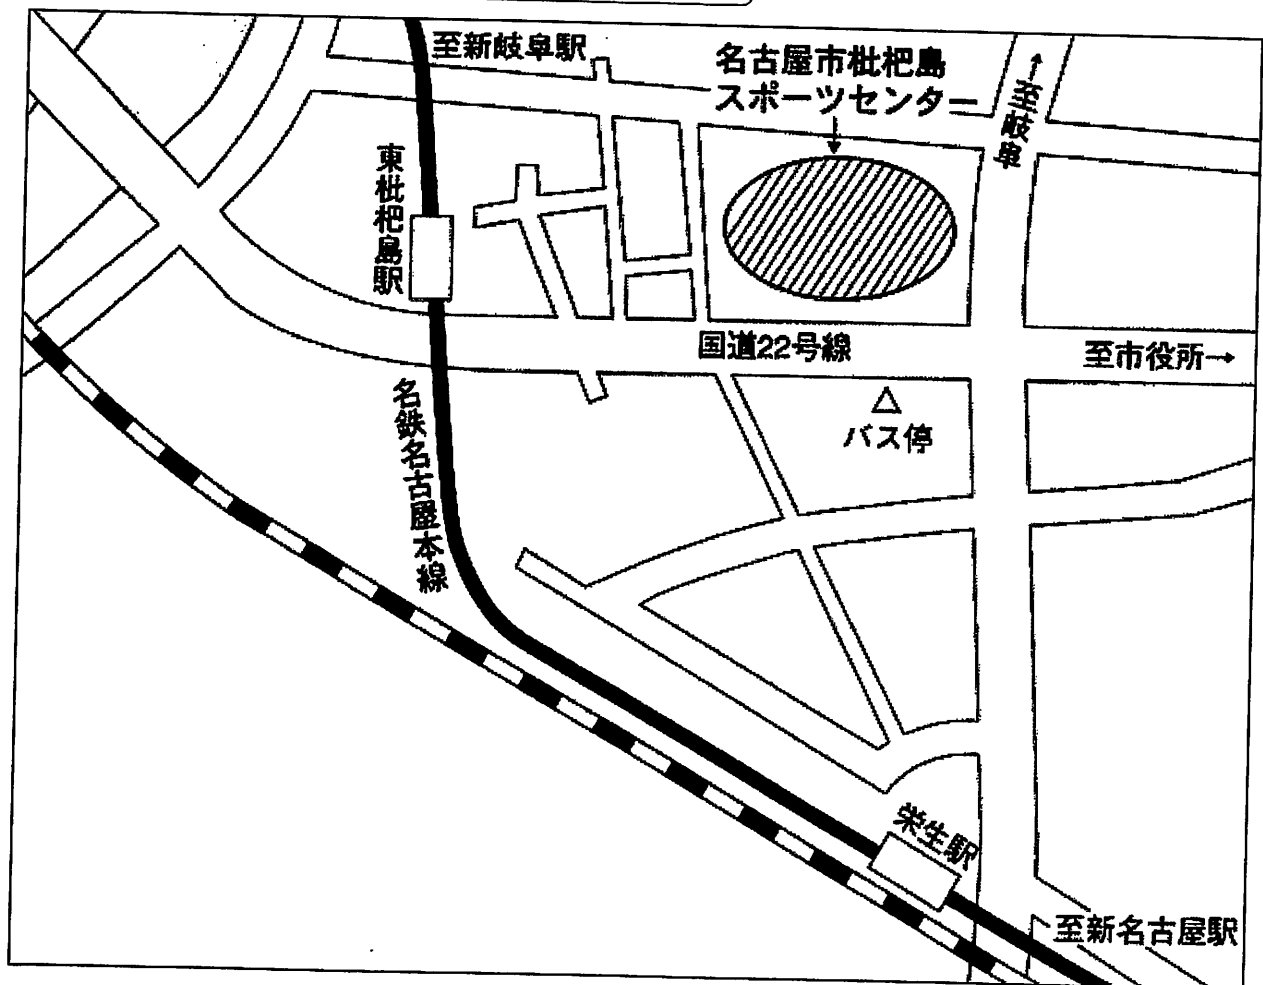 至新岐阜駅
名古屋市枇杷島
スポーツセンター
至岐阜
東枇杷島駅
国道22号線
至市役所→
バス停
名鉄名古屋本線
栄生駅
至新名古屋駅